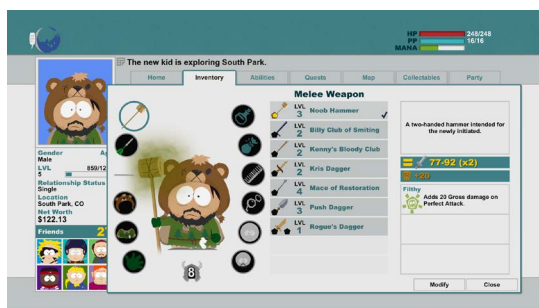 HP 248/248
PP 16/16
MANA
The new kid is exploring South Park.
Home Inventory Abilities Quests Map Collectables Party
Melee Weapon
LVL 3 Noob Hammer
LVL 2 Billy Club of Smiting
LVL 2 Kenny's Bloody Club
LVL 2 Kris Dagger
LVL 4 Mace of Restoration
LVL 3 Push Dagger
LVL 1 Rogue's Dagger
A two-handed hammer intended for
the newly initiated.
77-92 (x2)
+20
Filthy
Adds 20 Gross damage on
Perfect Attack.
Gender
Male
LVL
5
Relationship Status
Single
Location
South Park, CO
Net Worth
$122.13
Friends
8
Modify Close